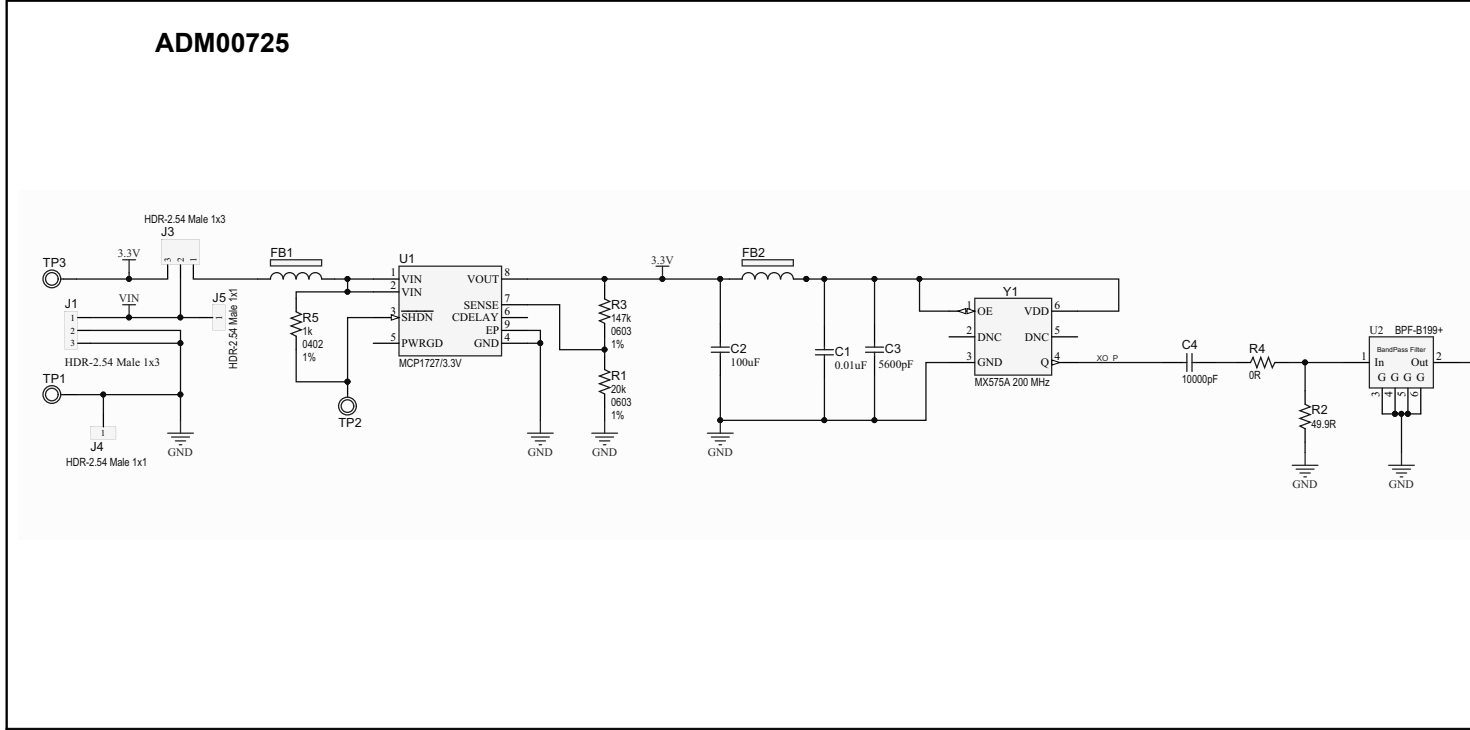 ADM00725
HDR-2.54 Male 1x3
J3
3
2
1
TP3
3.3V
VIN
J1
1
2
3
HDR-2.54 Male 1x3
J5
1
HDR-2.54 Male 1x1
TP1
1
J4
HDR-2.54 Male 1x1
GND
FB1
R5
1k
0402
1%
TP2
U1
1
VIN
2
VIN
3
SHDN
5
PWRGD
VOUT
8
SENSE
7
CDELAY
6
EP
9
GND
4
MCP1727/3.3V
GND
R3
147k
0603
1%
R1
20k
0603
1%
GND
3.3V
FB2
C2
100uF
GND
C1
0.01uF
C3
5600pF
Y1
1
OE
2
DNC
3
GND
VDD
6
DNC
5
Q
4
MX575A 200 MHz
XO_P
C4
10000pF
R4
0R
R2
49.9R
GND
U2
BPF-B199+
BandPass Filter
1
In
Out
2
G G G G
3
4
5
6
GND